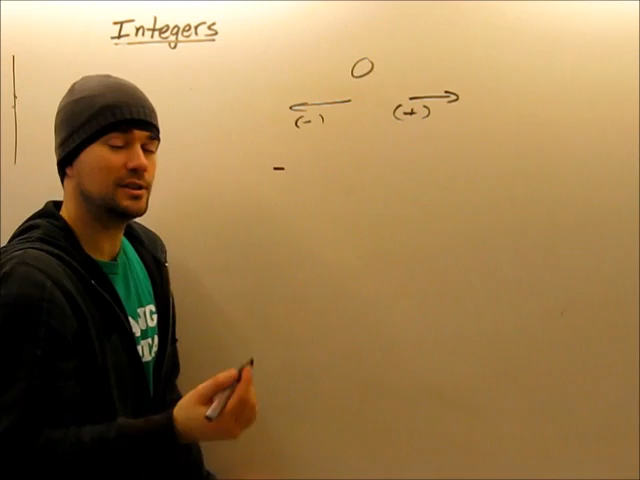 Integers
0
(-) (+)
-